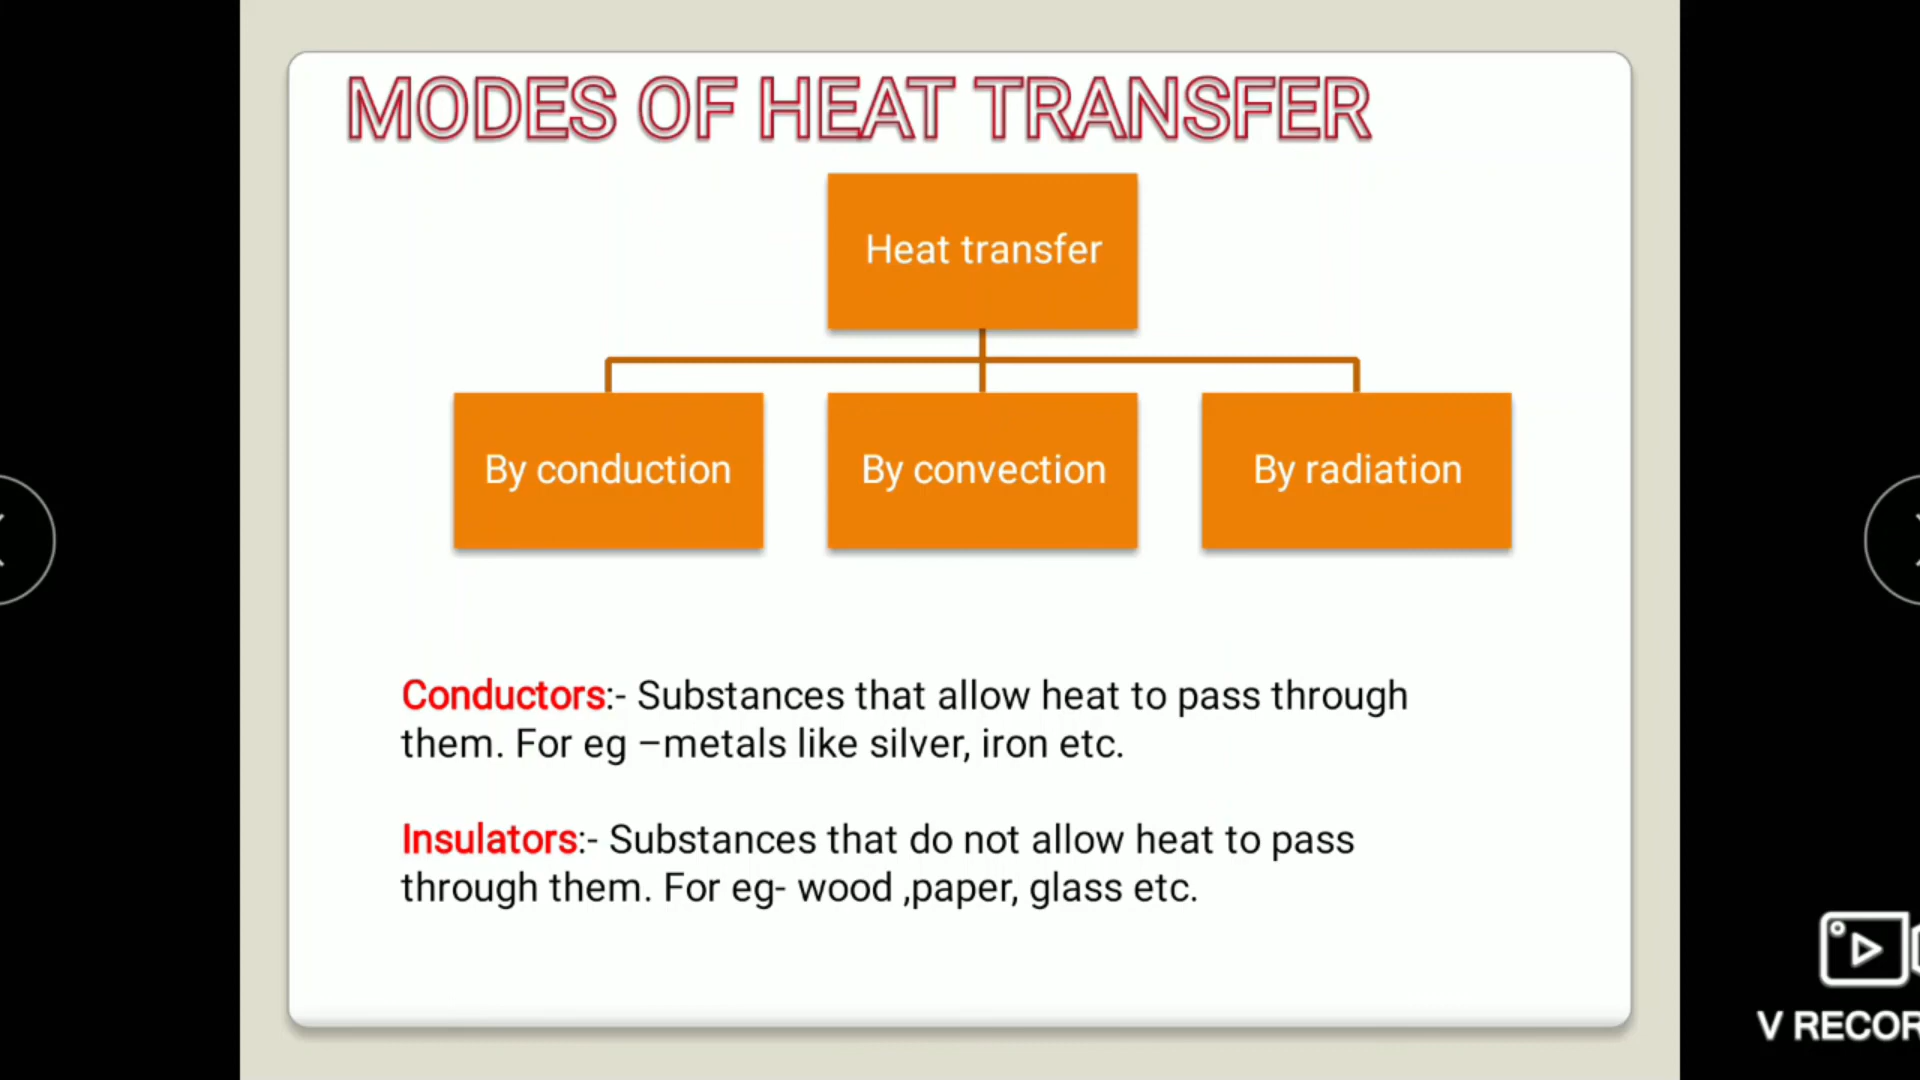 MODES OF HEAT TRANSFER
Heat transfer
By conduction
By convection
By radiation
Conductors:- Substances that allow heat to pass through
them. For eg –metals like silver, iron etc.
Insulators:- Substances that do not allow heat to pass
through them. For eg- wood ,paper, glass etc.
V RECOR